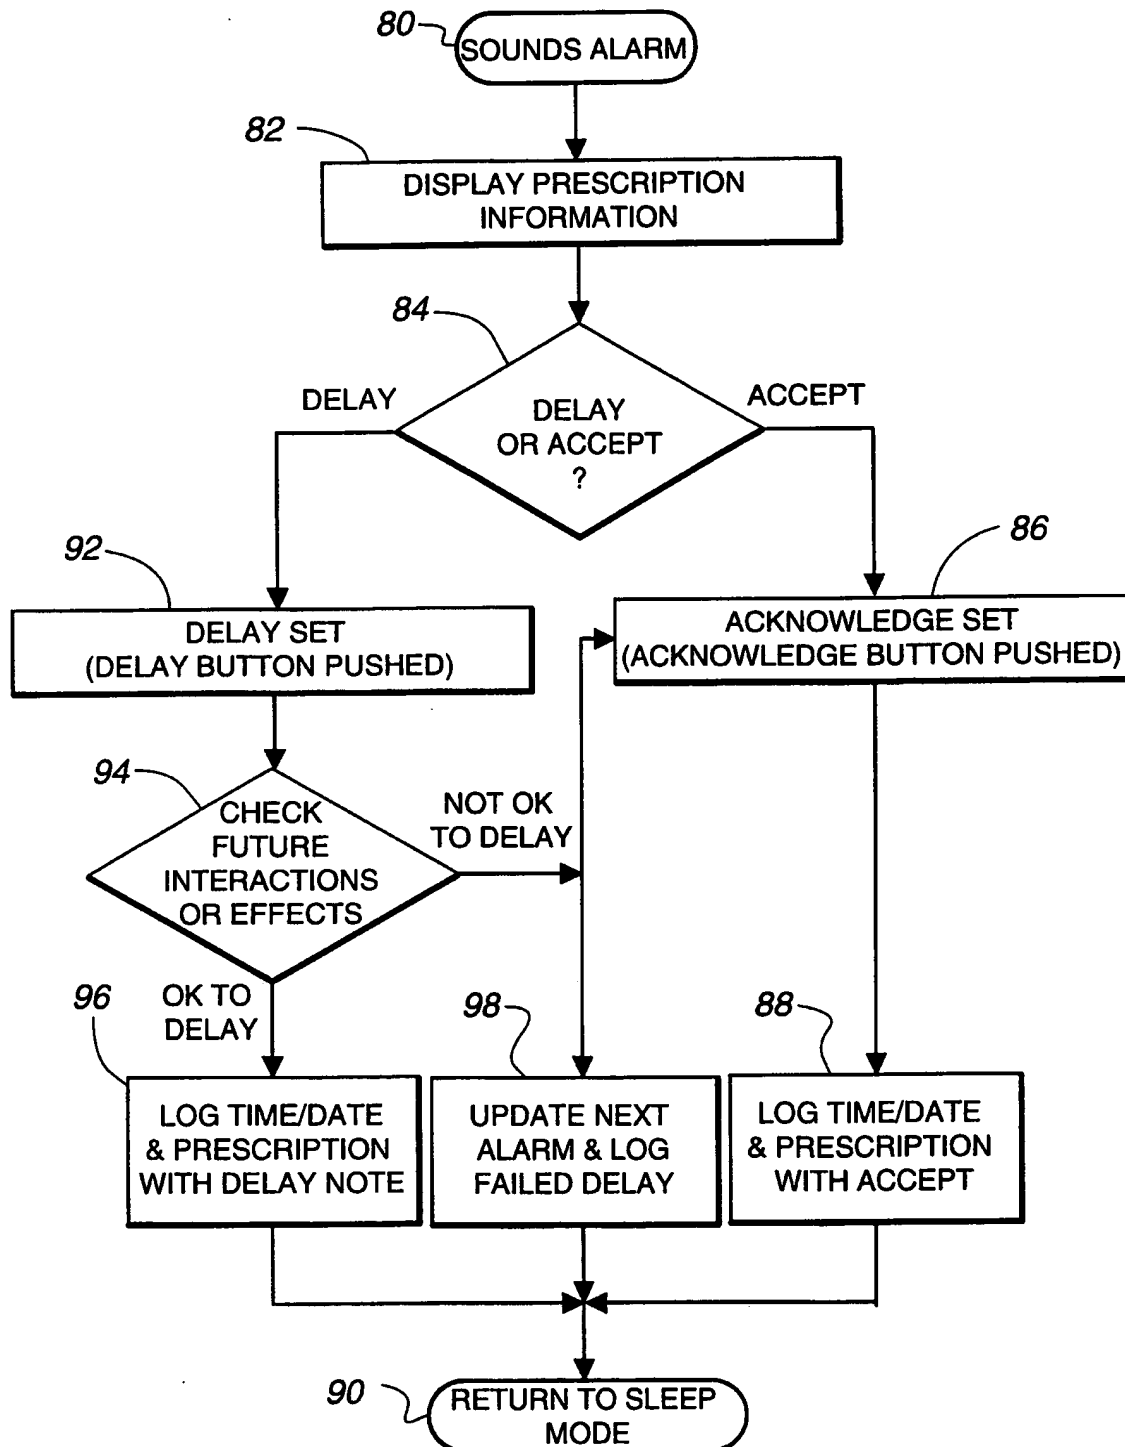 80
SOUNDS ALARM
82
DISPLAY PRESCRIPTION
INFORMATION
84
DELAY
ACCEPT
DELAY
OR ACCEPT
?
92
86
DELAY SET
(DELAY BUTTON PUSHED)
ACKNOWLEDGE SET
(ACKNOWLEDGE BUTTON PUSHED)
94
CHECK
FUTURE
INTERACTIONS
OR EFFECTS
NOT OK
TO DELAY
OK TO
DELAY
96
98
88
LOG TIME/DATE
& PRESCRIPTION
WITH DELAY NOTE
UPDATE NEXT
ALARM & LOG
FAILED DELAY
LOG TIME/DATE
& PRESCRIPTION
WITH ACCEPT
90
RETURN TO SLEEP
MODE